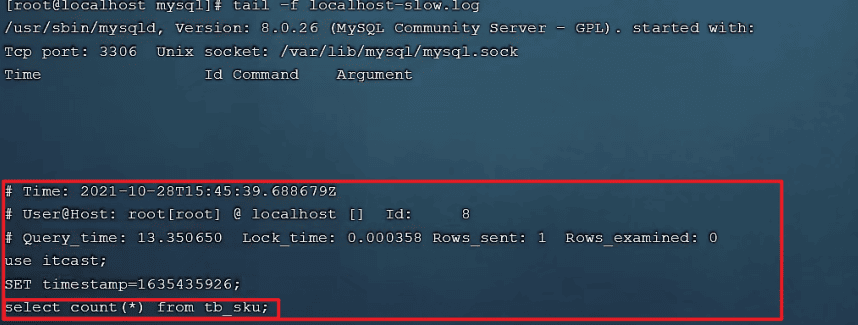 [root@localhost mysql]# tail -f localhost-slow.log
/usr/sbin/mysqld, Version: 8.0.26 (MySQL Community Server - GPL). started with:
Tcp port: 3306  Unix socket: /var/lib/mysql/mysql.sock
Time                 Id Command    Argument
# Time: 2021-10-28T15:45:39.688679Z
# User@Host: root[root] @ localhost []  Id:     8
# Query_time: 13.350650  Lock_time: 0.000358 Rows_sent: 1  Rows_examined: 0
use itcast;
SET timestamp=1635435926;
select count(*) from tb_sku;